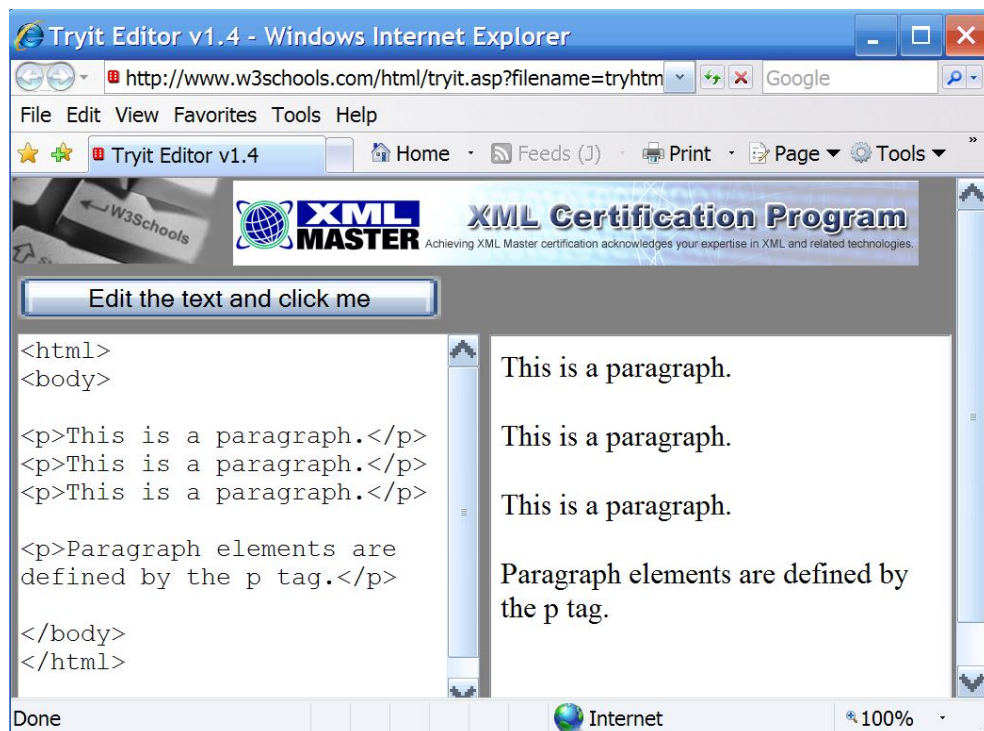 Tryit Editor v1.4 - Windows Internet Explorer
http://www.w3schools.com/html/tryit.asp?filename=tryhtm
Google
File Edit View Favorites Tools Help
Tryit Editor v1.4
Home
Feeds (J)
Print
Page
Tools
»
W3Schools
XML
MASTER
XML Certification Program
Achieving XML Master certification acknowledges your expertise in XML and related technologies.
Edit the text and click me
<html>
<body>
<p>This is a paragraph.</p>
<p>This is a paragraph.</p>
<p>This is a paragraph.</p>
<p>Paragraph elements are
defined by the p tag.</p>
</body>
</html>
This is a paragraph.
This is a paragraph.
This is a paragraph.
Paragraph elements are defined by
the p tag.
Done
Internet
100%